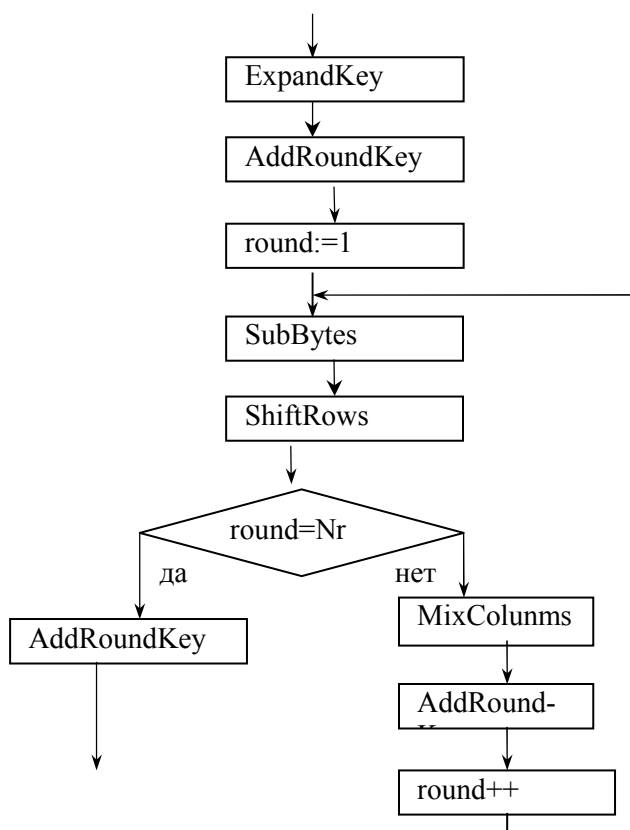 ExpandKey
AddRoundKey
round:=1
SubBytes
ShiftRows
round=Nr
да
нет
AddRoundKey
MixColunms
AddRound-
round++